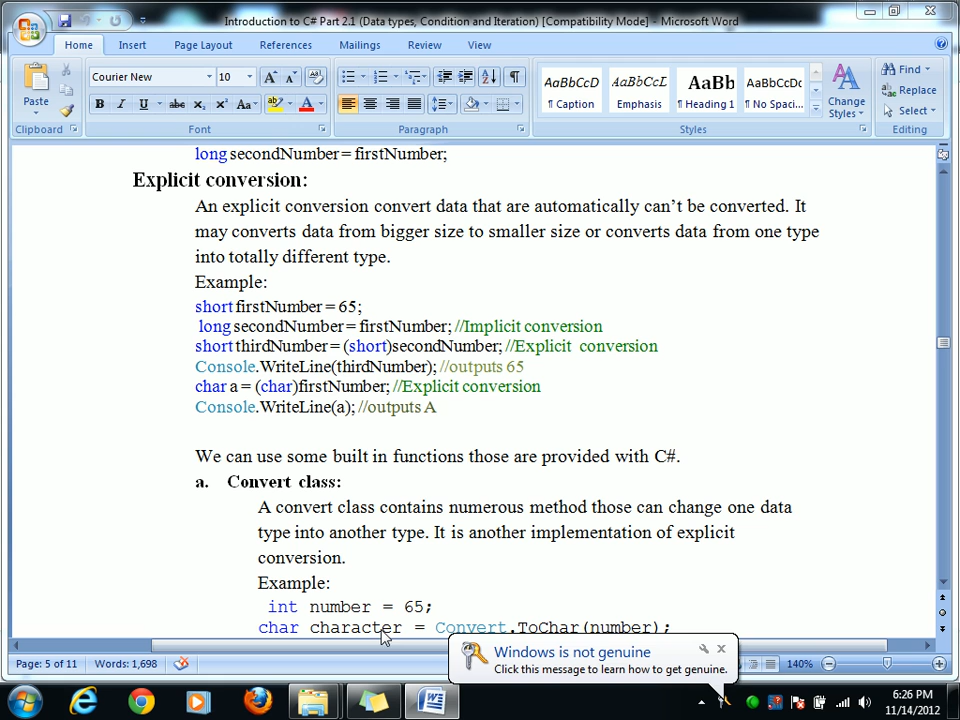 Introduction to C# Part 2.1 (Data types, Condition and Iteration) [Compatibility Mode] - Microsoft Word
Home Insert Page Layout References Mailings Review View
Paste
Clipboard
Courier New 10
B I U abc x₂ x² Aa
Font
Paragraph
AaBbCcD AaBbCcL AaBb AaBbCcDc
¶ Caption Emphasis ¶ Heading 1 ¶ No Spaci...
Styles
Change Styles
Find
Replace
Select
Editing
long secondNumber = firstNumber;
Explicit conversion:
An explicit conversion convert data that are automatically can’t be converted. It
may converts data from bigger size to smaller size or converts data from one type
into totally different type.
Example:
short firstNumber = 65;
long secondNumber = firstNumber; //Implicit conversion
short thirdNumber = (short)secondNumber; //Explicit  conversion
Console.WriteLine(thirdNumber); //outputs 65
char a = (char)firstNumber; //Explicit conversion
Console.WriteLine(a); //outputs A
We can use some built in functions those are provided with C#.
a. Convert class:
A convert class contains numerous method those can change one data
type into another type. It is another implementation of explicit
conversion.
Example:
int number = 65;
char character = Convert.ToChar(number);
Windows is not genuine
Click this message to learn how to get genuine.
Page: 5 of 11 Words: 1,698 140%
6:26 PM
11/14/2012